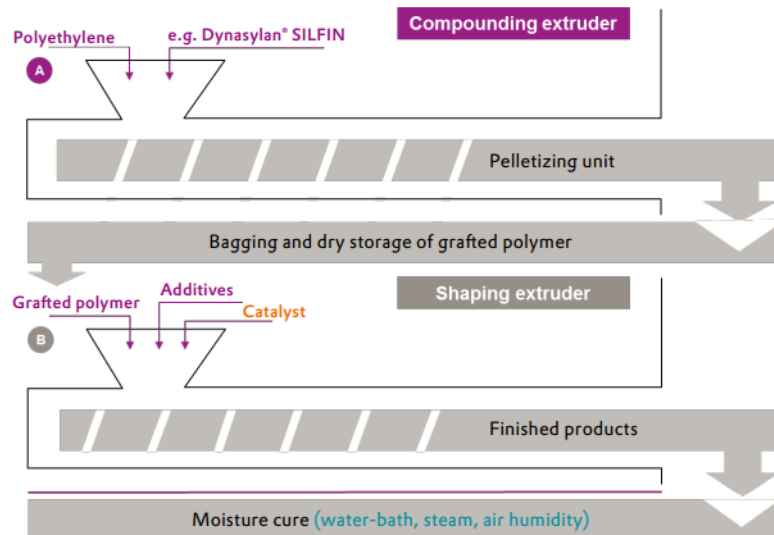 Compounding extruder
Polyethylene
e.g. Dynasylan® SILFIN
A
Pelletizing unit
Bagging and dry storage of grafted polymer
Shaping extruder
Grafted polymer
Additives
Catalyst
B
Finished products
Moisture cure (water-bath, steam, air humidity)